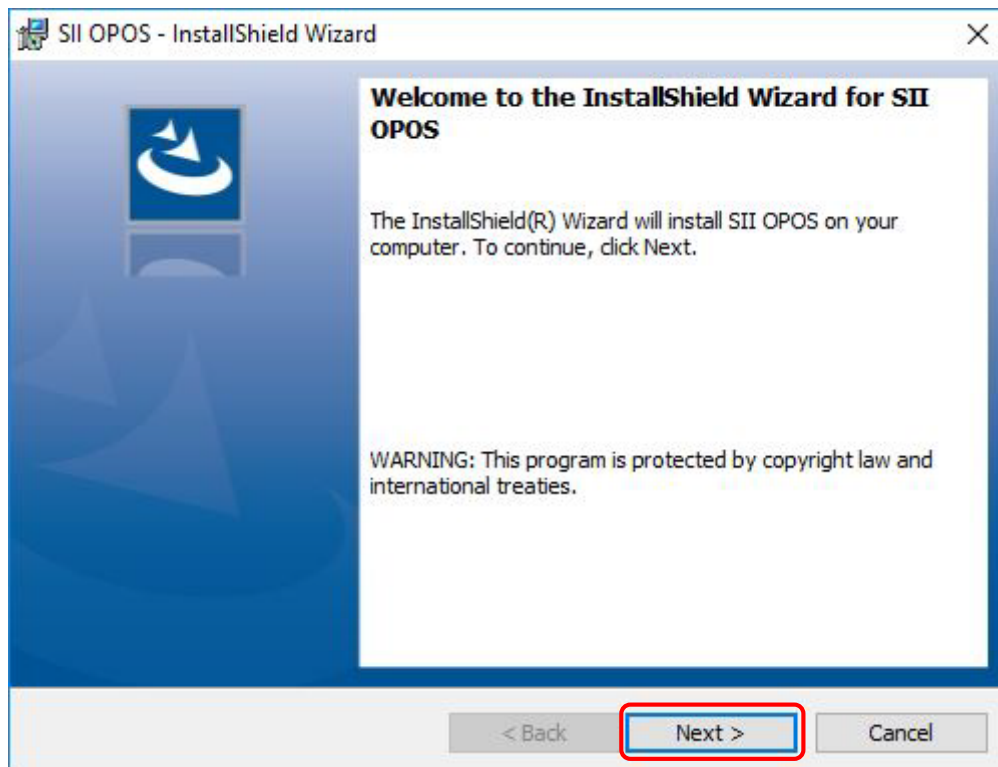 SII OPOS - InstallShield Wizard
Welcome to the InstallShield Wizard for SII
OPOS
The InstallShield(R) Wizard will install SII OPOS on your
computer. To continue, click Next.
WARNING: This program is protected by copyright law and
international treaties.
< Back Next > Cancel